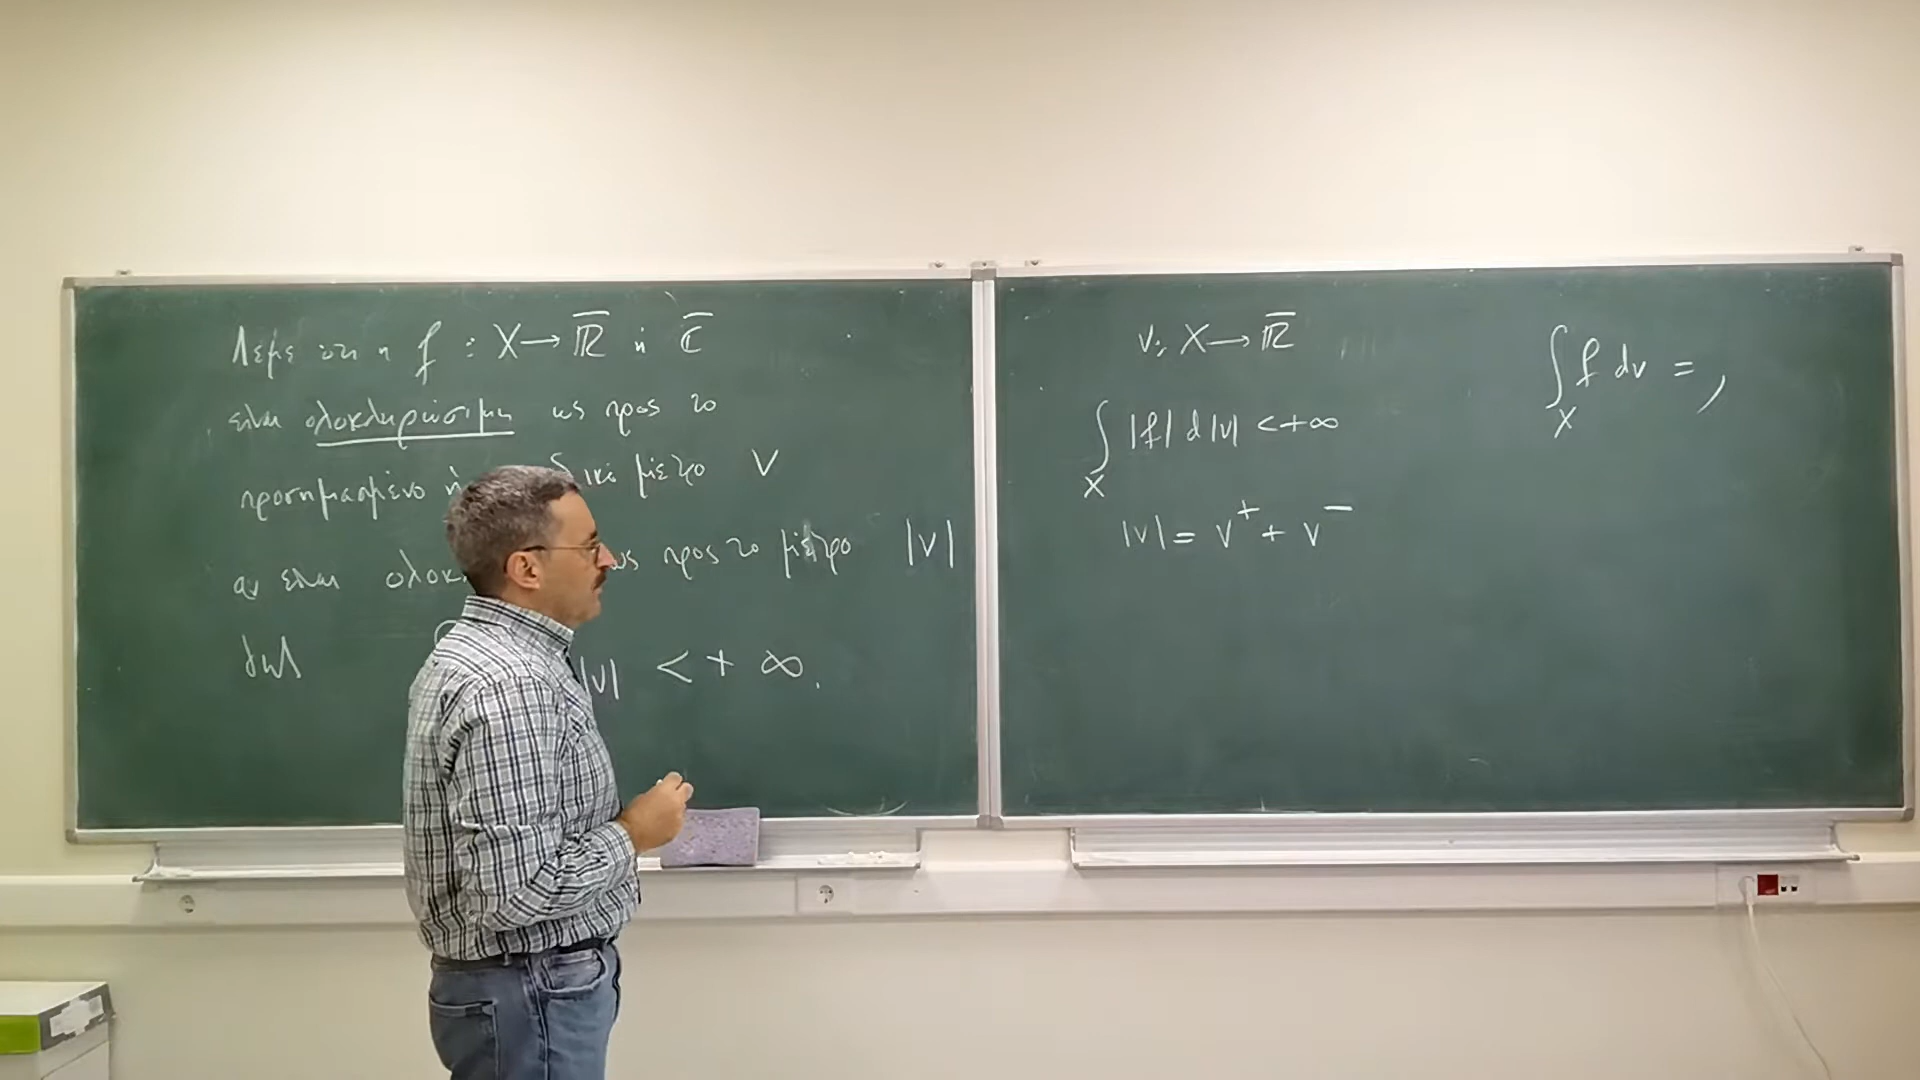 Λέμε ότι η f : X → ℝ̅ ή ℂ̅
είναι ολοκληρώσιμη ως προς το
προσημασμένο ή μέτρο ν
αν είναι ως προς το μέτρο |ν|
δηλ |ν| < + ∞.
ν: X → ℝ̅
∫_X |f| d|ν| < +∞
|ν| = ν⁺ + ν⁻
∫_X f dν =